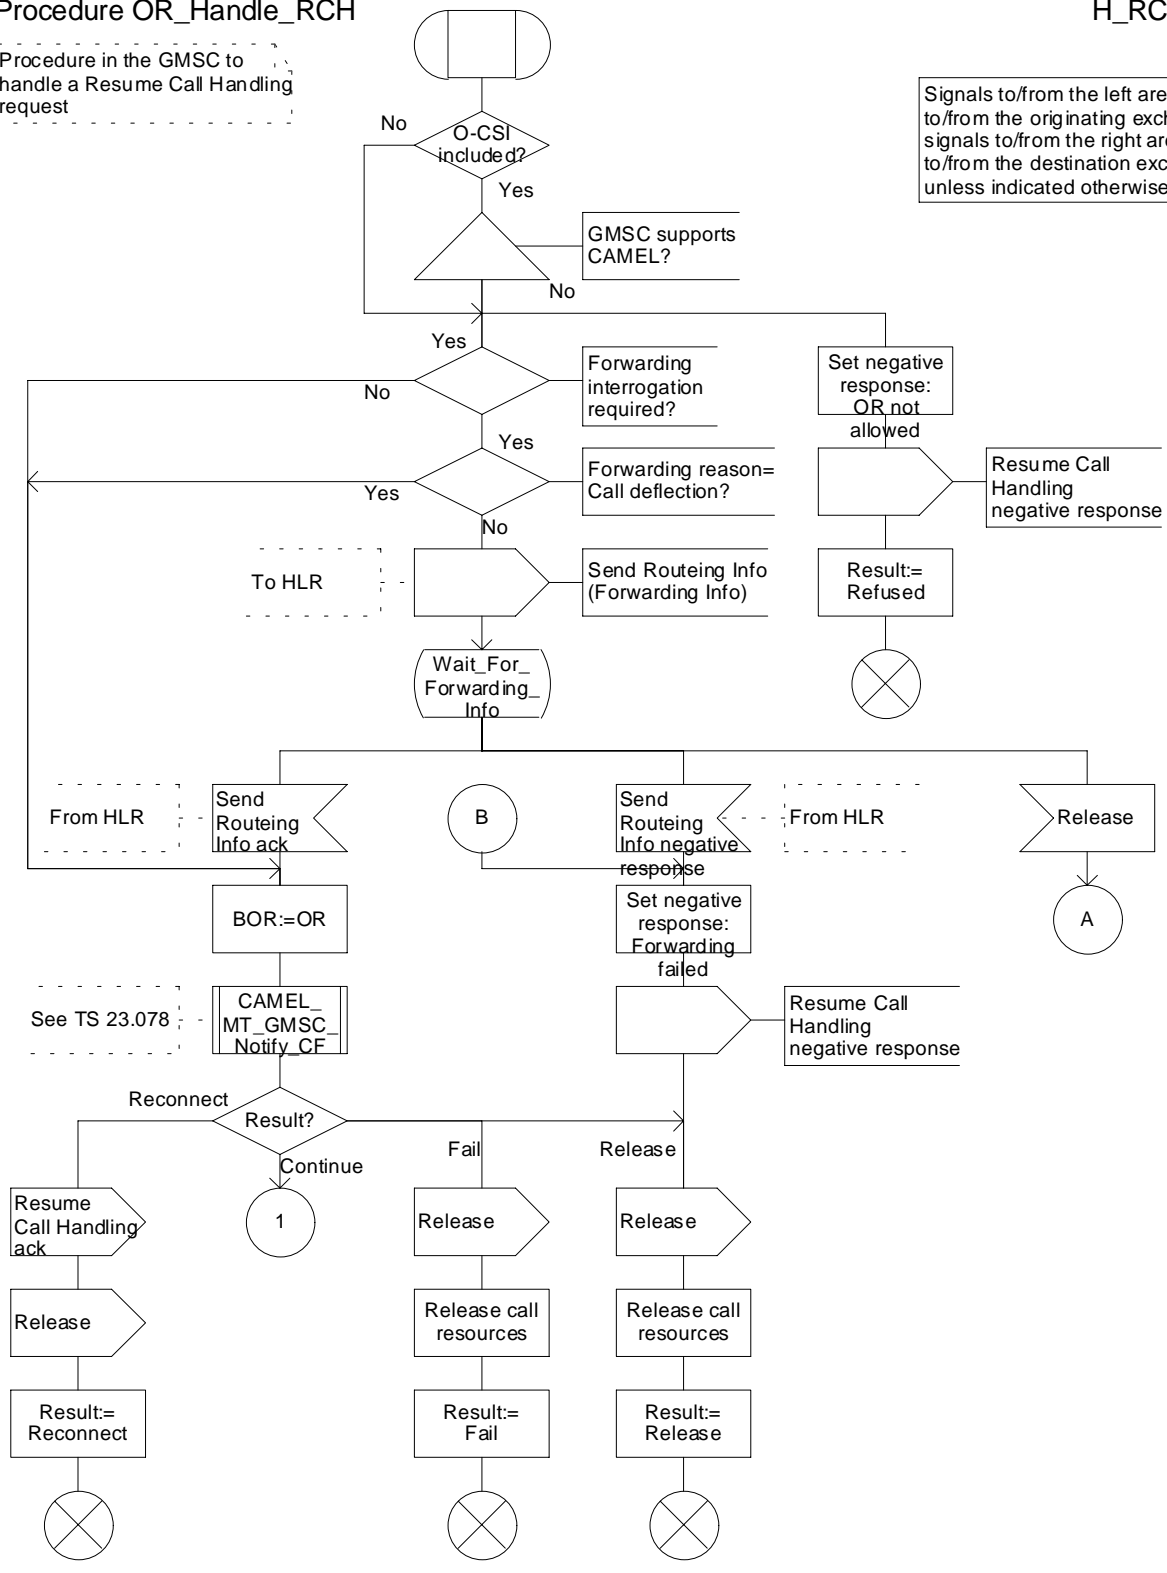 Procedure OR_Handle_RCH
H_RC
Procedure in the GMSC to
handle a Resume Call Handling
request
Signals to/from the left are
to/from the originating exch
signals to/from the right are
to/from the destination exc
unless indicated otherwise
No
O-CSI
included?
Yes
GMSC supports
CAMEL?
No
Yes
Forwarding
interrogation
required?
No
Set negative
response:
OR not
allowed
Yes
Forwarding reason=
Call deflection?
Yes
No
Resume Call
Handling
negative response
To HLR
Send Routeing Info
(Forwarding Info)
Result:=
Refused
Wait_For_
Forwarding_
Info
From HLR
Send
Routeing
Info ack
B
Send
Routeing
Info negative
response
From HLR
Release
BOR:=OR
Set negative
response:
Forwarding
failed
A
See TS 23.078
CAMEL_
MT_GMSC_
Notify_CF
Resume Call
Handling
negative response
Reconnect
Result?
Continue
Fail
Release
Resume
Call Handling
ack
1
Release
Release
Release
Release call
resources
Release call
resources
Result:=
Reconnect
Result:=
Fail
Result:=
Release